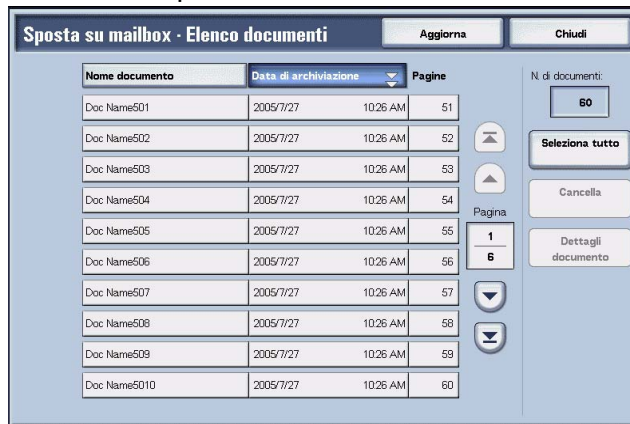 Sposta su mailbox - Elenco documenti Aggiorna Chiudi
Nome documento Data di archiviazione Pagine N. di documenti:
60
Doc Name501 2005/7/27 10:26 AM 51
Seleziona tutto
Doc Name502 2005/7/27 10:26 AM 52
Doc Name503 2005/7/27 10:26 AM 53
Cancella
Doc Name504 2005/7/27 10:26 AM 54
Pagina
Doc Name505 2005/7/27 10:26 AM 55
1
Dettagli
documento
Doc Name506 2005/7/27 10:26 AM 56
6
Doc Name507 2005/7/27 10:26 AM 57
Doc Name508 2005/7/27 10:26 AM 58
Doc Name509 2005/7/27 10:26 AM 59
Doc Name5010 2005/7/27 10:26 AM 60